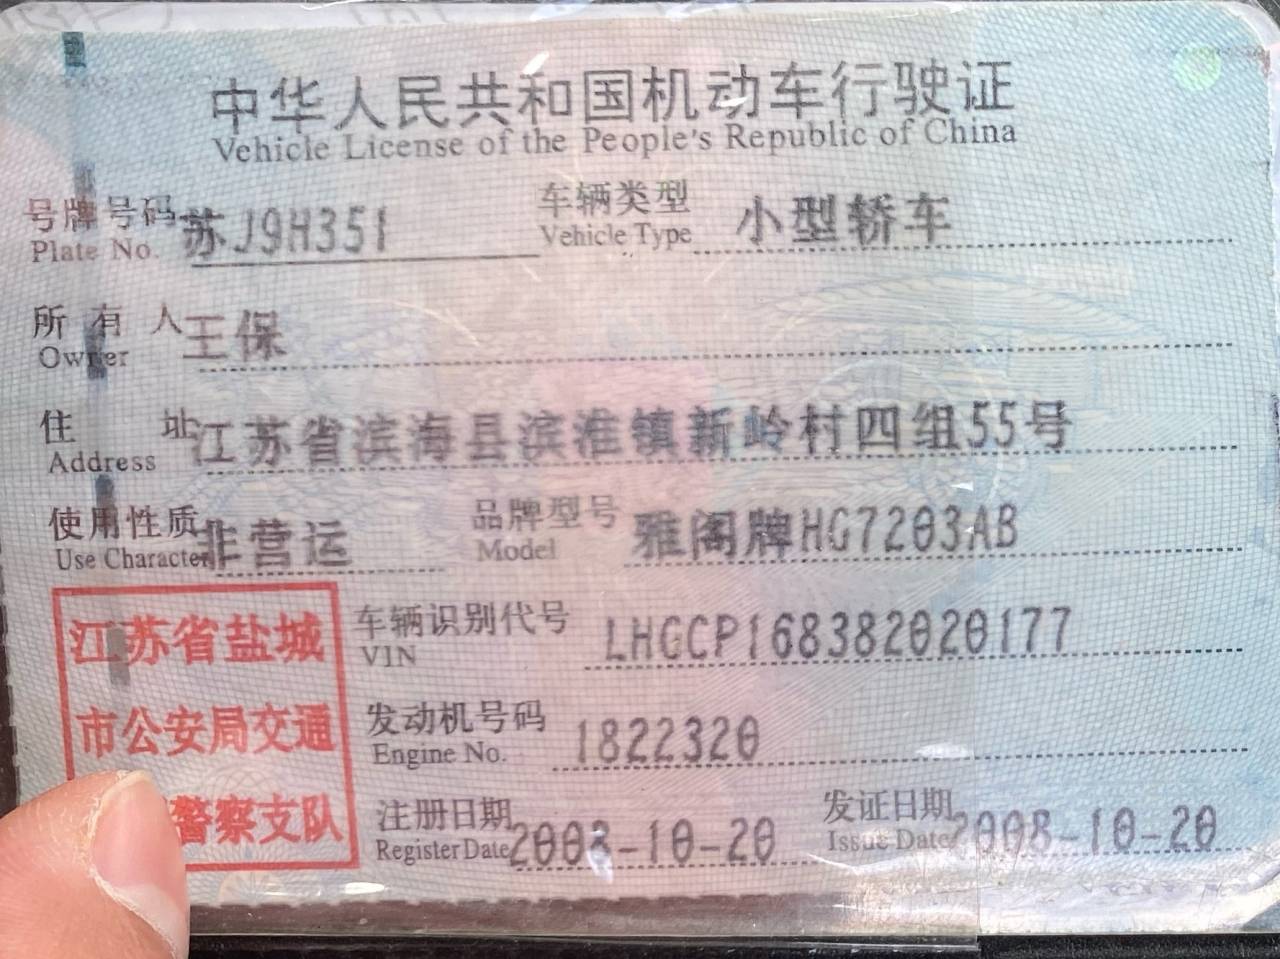 中华人民共和国机动车行驶证
Vehicle License of the People's Republic of China
号牌号码 苏J9H351 车辆类型 小型轿车
Plate No. Vehicle Type
所有人 王保
Owner
住址 江苏省滨海县滨淮镇新岭村四组55号
Address
使用性质 非营运 品牌型号 雅阁牌HG7203AB
Use Character Model
江苏省盐城
市公安局交通
警察支队
车辆识别代号 LHGCP168382020177
VIN
发动机号码 1822320
Engine No.
注册日期 2008-10-20 发证日期 2008-10-20
Register Date Issue Date